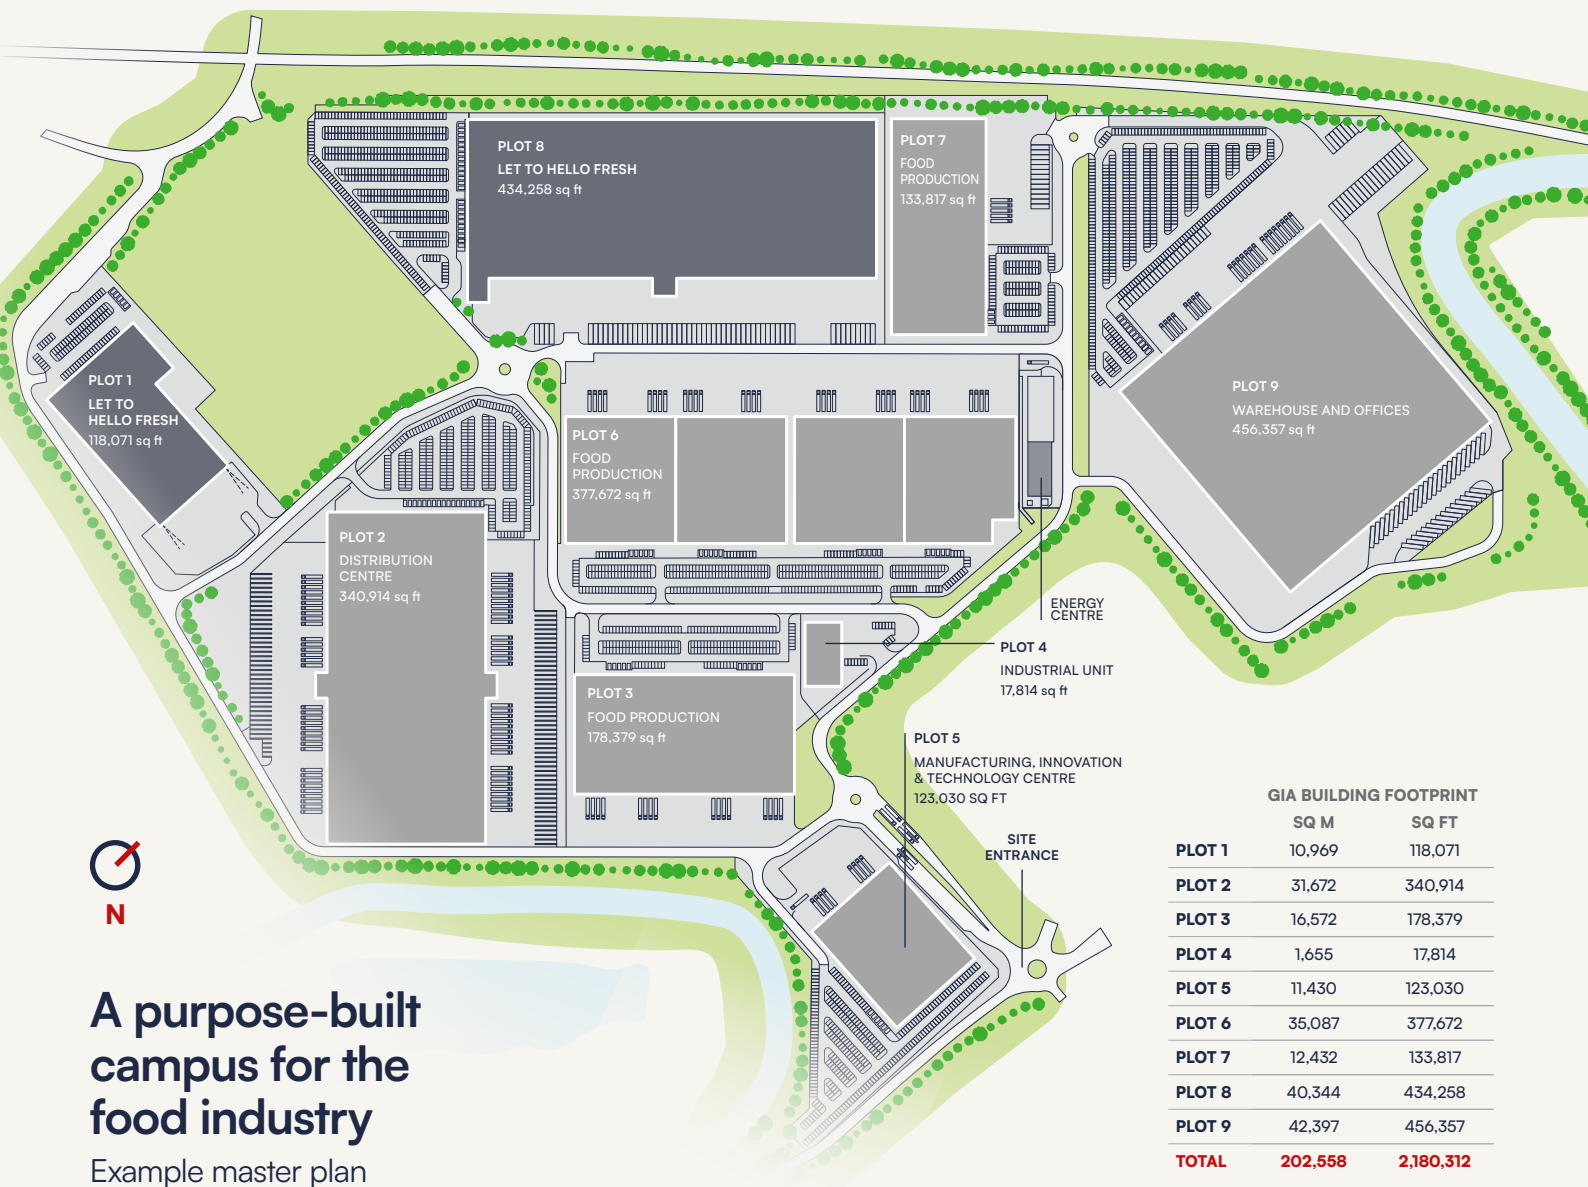 PLOT 8
LET TO HELLO FRESH
434,258 sq ft
PLOT 7
FOOD
PRODUCTION
133,817 sq ft
PLOT 1
LET TO
HELLO FRESH
118,071 sq ft
PLOT 9
WAREHOUSE AND OFFICES
456,357 sq ft
PLOT 6
FOOD
PRODUCTION
377,672 sq ft
PLOT 2
DISTRIBUTION
CENTRE
340,914 sq ft
ENERGY
CENTRE
PLOT 4
INDUSTRIAL UNIT
17,814 sq ft
PLOT 3
FOOD PRODUCTION
178,379 sq ft
PLOT 5
MANUFACTURING, INNOVATION
& TECHNOLOGY CENTRE
123,030 SQ FT
SITE
ENTRANCE
N
A purpose-built
campus for the
food industry
Example master plan
GIA BUILDING FOOTPRINT
SQ M SQ FT
PLOT 1 10,969 118,071
PLOT 2 31,672 340,914
PLOT 3 16,572 178,379
PLOT 4 1,655 17,814
PLOT 5 11,430 123,030
PLOT 6 35,087 377,672
PLOT 7 12,432 133,817
PLOT 8 40,344 434,258
PLOT 9 42,397 456,357
TOTAL 202,558 2,180,312